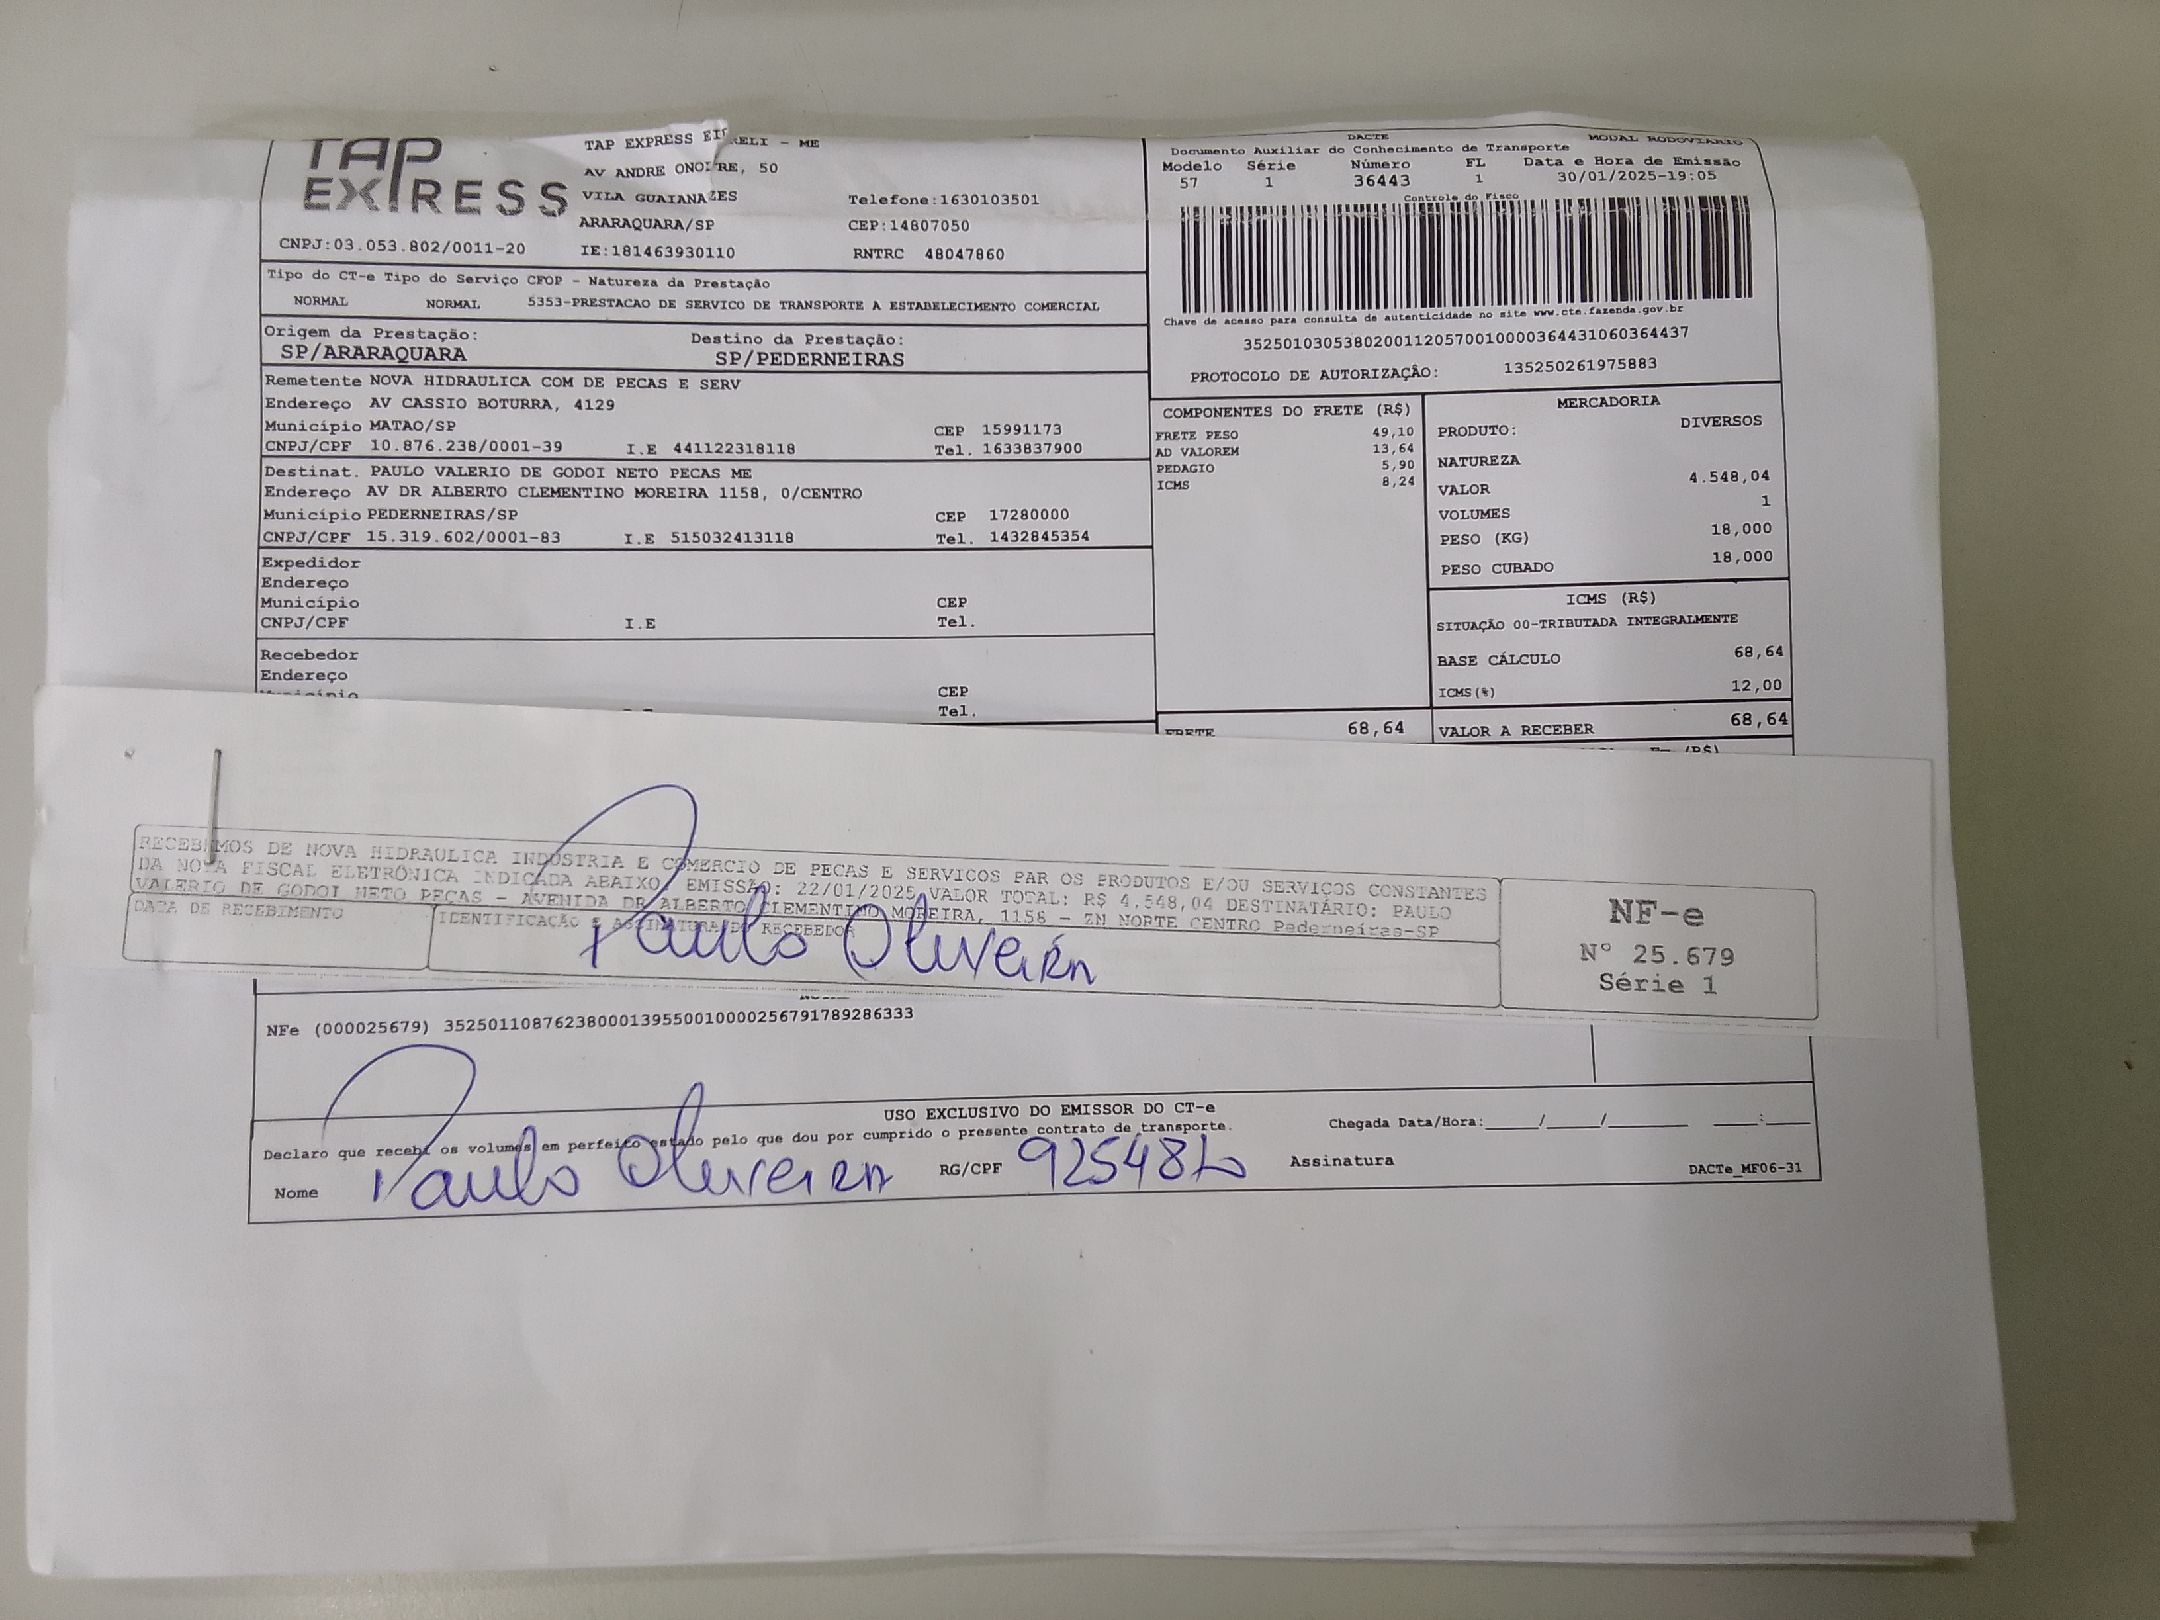 TAP EXPRESS
TAP EXPRESS EIRELI - ME
AV ANDRE ONOFRE, 50
VILA GUAIANAZES
Telefone:1630103501
ARARAQUARA/SP
CEP:14807050
CNPJ:03.053.802/0011-20
IE:181463930110
RNTRC 48047860
DACTE
MODAL RODOVIÁRIO
Documento Auxiliar do Conhecimento de Transporte
Modelo Série Número FL Data e Hora de Emissão
57 1 36443 1 30/01/2025-19:05
Controle do Fisco
Chave de acesso para consulta de autenticidade no site www.cte.fazenda.gov.br
35250103053802001120570010000364431060364437
PROTOCOLO DE AUTORIZAÇÃO: 135250261975883
Tipo do CT-e Tipo do Serviço CFOP - Natureza da Prestação
NORMAL NORMAL 5353-PRESTACAO DE SERVICO DE TRANSPORTE A ESTABELECIMENTO COMERCIAL
Origem da Prestação: Destino da Prestação:
SP/ARARAQUARA SP/PEDERNEIRAS
Remetente NOVA HIDRAULICA COM DE PECAS E SERV
Endereço AV CASSIO BOTURRA, 4129
Município MATAO/SP CEP 15991173
CNPJ/CPF 10.876.238/0001-39 I.E 441122318118 Tel. 1633837900
Destinat. PAULO VALERIO DE GODOI NETO PECAS ME
Endereço AV DR ALBERTO CLEMENTINO MOREIRA 1158, 0/CENTRO
Município PEDERNEIRAS/SP CEP 17280000
CNPJ/CPF 15.319.602/0001-83 I.E 515032413118 Tel. 1432845354
Expedidor
Endereço
Município CEP
CNPJ/CPF I.E Tel.
Recebedor
Endereço
Município CEP
Tel.
COMPONENTES DO FRETE (R$)
FRETE PESO 49,10
AD VALOREM 13,64
PEDAGIO 5,90
ICMS 8,24
FRETE 68,64
MERCADORIA
PRODUTO: DIVERSOS
NATUREZA
VALOR 4.548,04
VOLUMES 1
PESO (KG) 18,000
PESO CUBADO 18,000
ICMS (R$)
SITUAÇÃO 00-TRIBUTADA INTEGRALMENTE
BASE CÁLCULO 68,64
ICMS(%) 12,00
VALOR A RECEBER 68,64
RECEBEMOS DE NOVA HIDRAULICA INDUSTRIA E COMERCIO DE PECAS E SERVICOS PAR OS PRODUTOS E/OU SERVIÇOS CONSTANTES
DA NOTA FISCAL ELETRÔNICA INDICADA ABAIXO. EMISSÃO: 22/01/2025 VALOR TOTAL: R$ 4.548,04 DESTINATÁRIO: PAULO
VALERIO DE GODOI NETO PEÇAS - AVENIDA DR ALBERTO CLEMENTINO MOREIRA, 1158 - ZN NORTE CENTRO Pederneiras-SP
DATA DE RECEBIMENTO
IDENTIFICAÇÃO E ASSINATURA DO RECEBEDOR
Paulo Oliveira
NF-e
Nº 25.679
Série 1
NFe (000025679) 35250110876238000139550010000256791789286333
USO EXCLUSIVO DO EMISSOR DO CT-e
Declaro que recebi os volumes em perfeito estado pelo que dou por cumprido o presente contrato de transporte.
Chegada Data/Hora:____/____/______ ___:___
Nome Paulo Oliveira RG/CPF Assinatura
DACTe_MF06-31